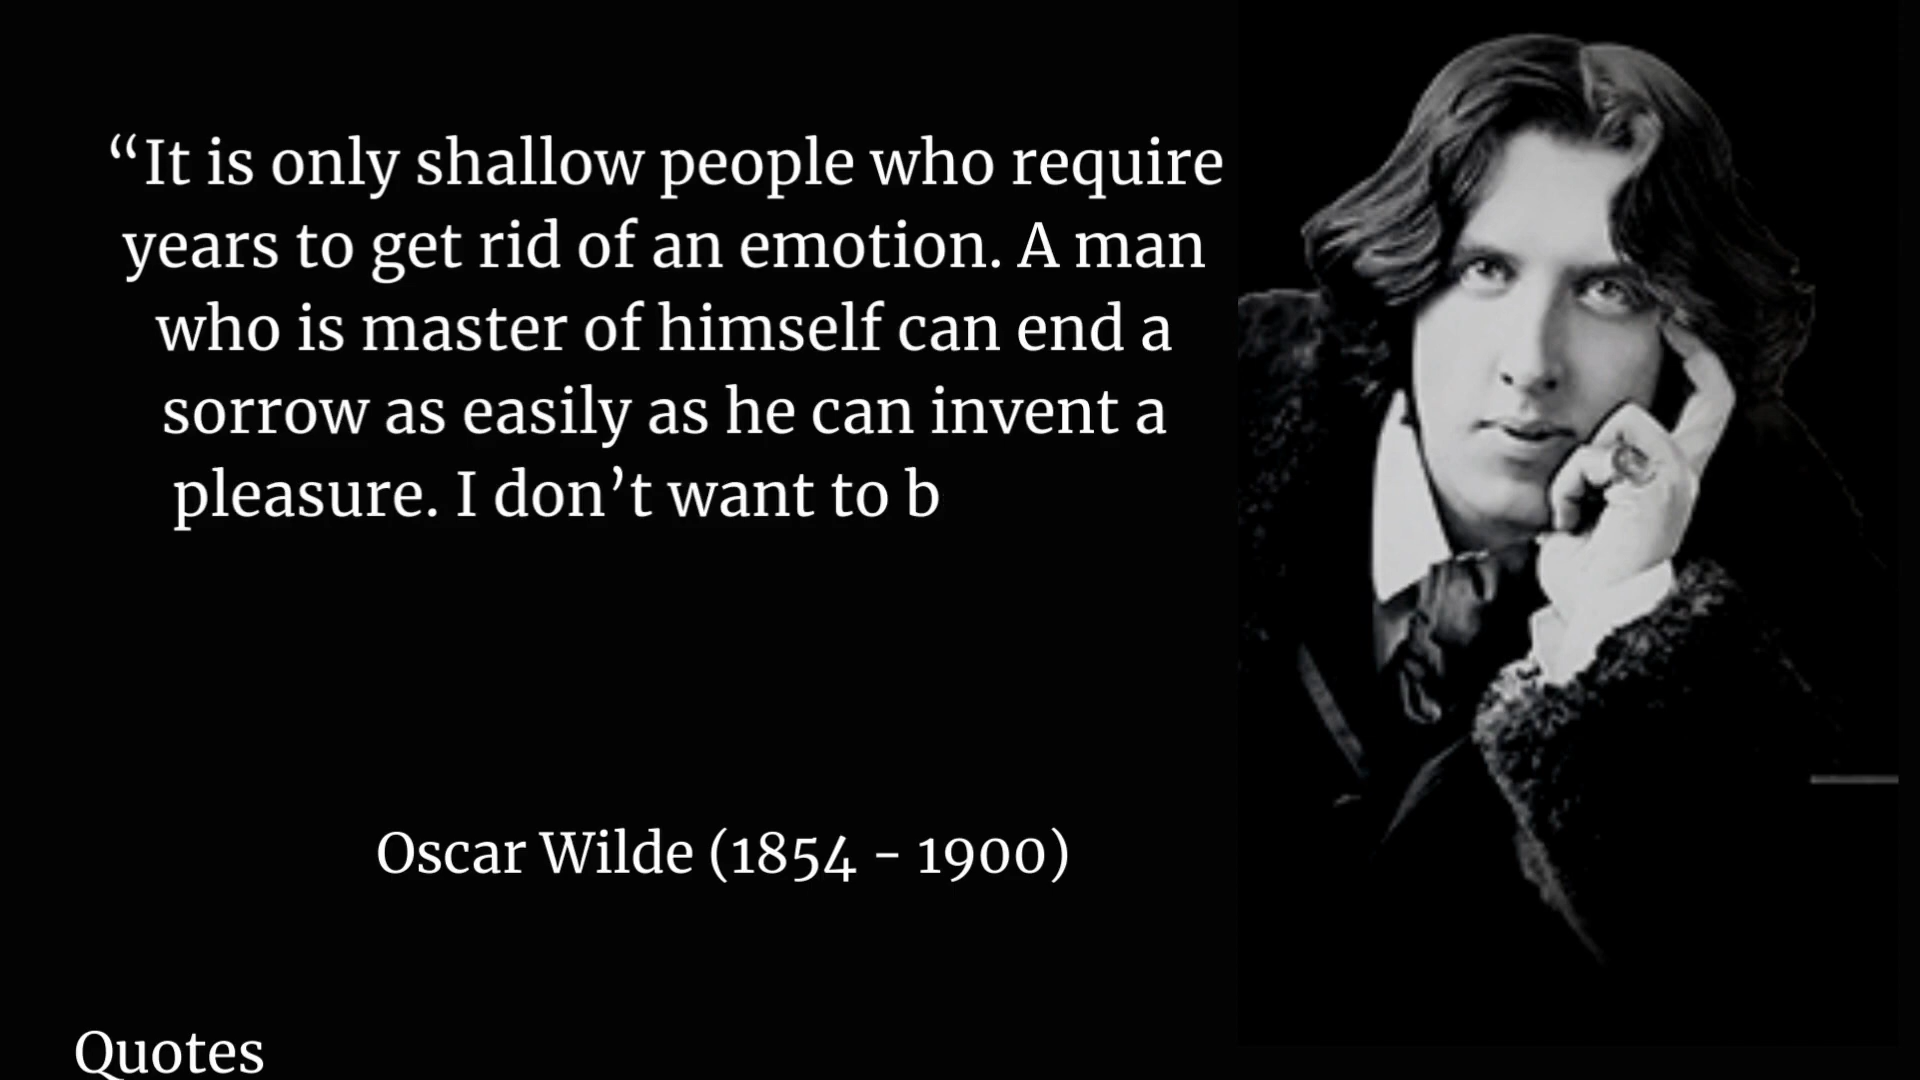 “It is only shallow people who require
years to get rid of an emotion. A man
who is master of himself can end a
sorrow as easily as he can invent a
pleasure. I don’t want to b
Oscar Wilde (1854 - 1900)
Quotes